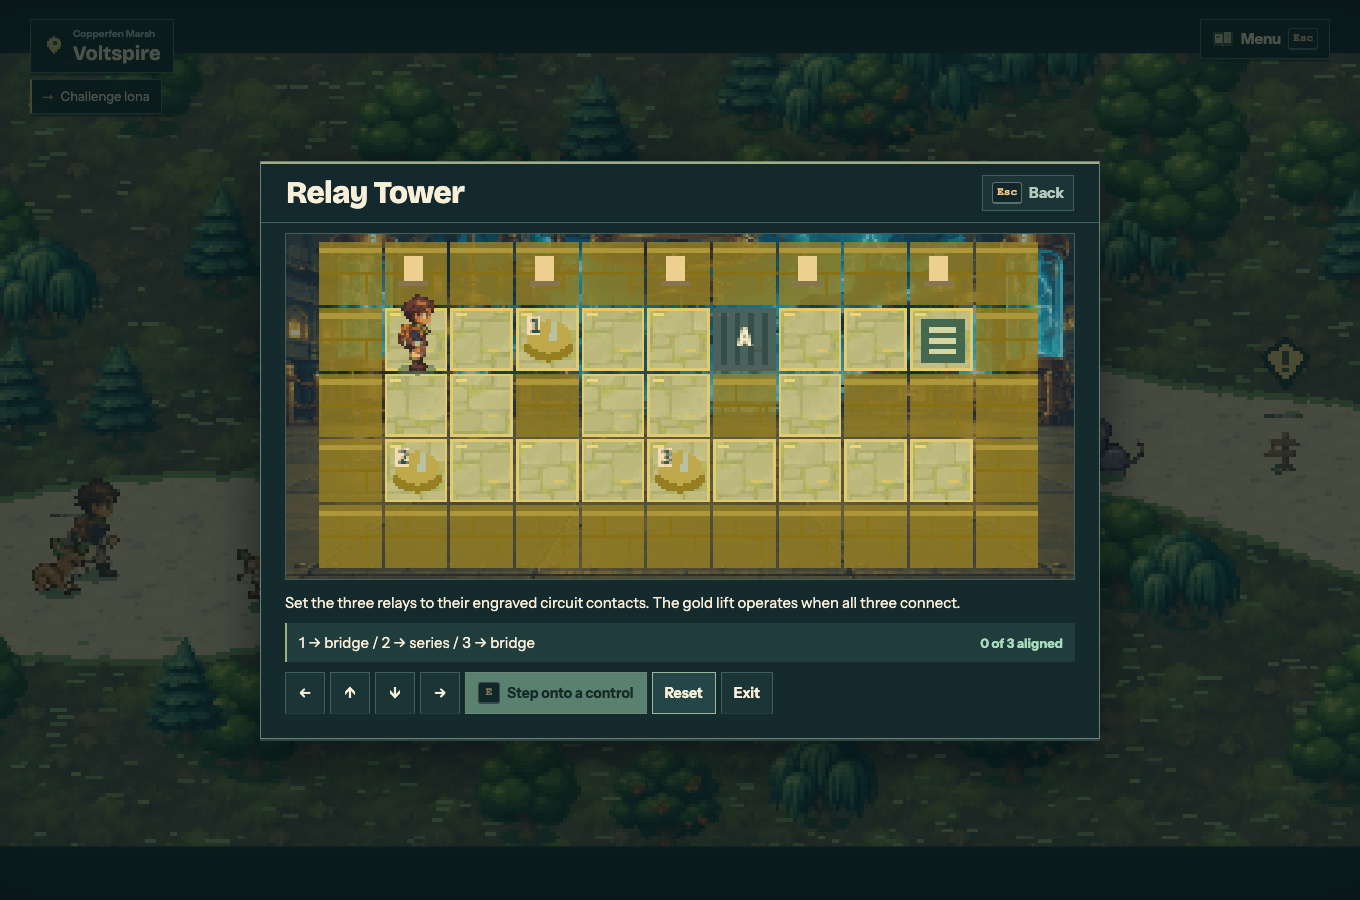 Copperfen Marsh
Voltspire
→ Challenge Iona
Menu Esc
Relay Tower
Esc Back
1
A
2
3
Set the three relays to their engraved circuit contacts. The gold lift operates when all three connect.
1 → bridge / 2 → series / 3 → bridge
0 of 3 aligned
← ↑ ↓ → E Step onto a control Reset Exit